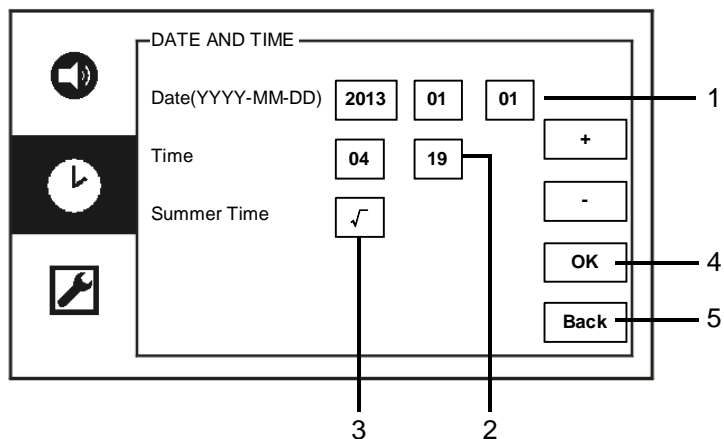 DATE AND TIME
Date(YYYY-MM-DD) 2013 01 01 1
+
Time 04 19
-
Summer Time √
OK 4
Back 5
3 2